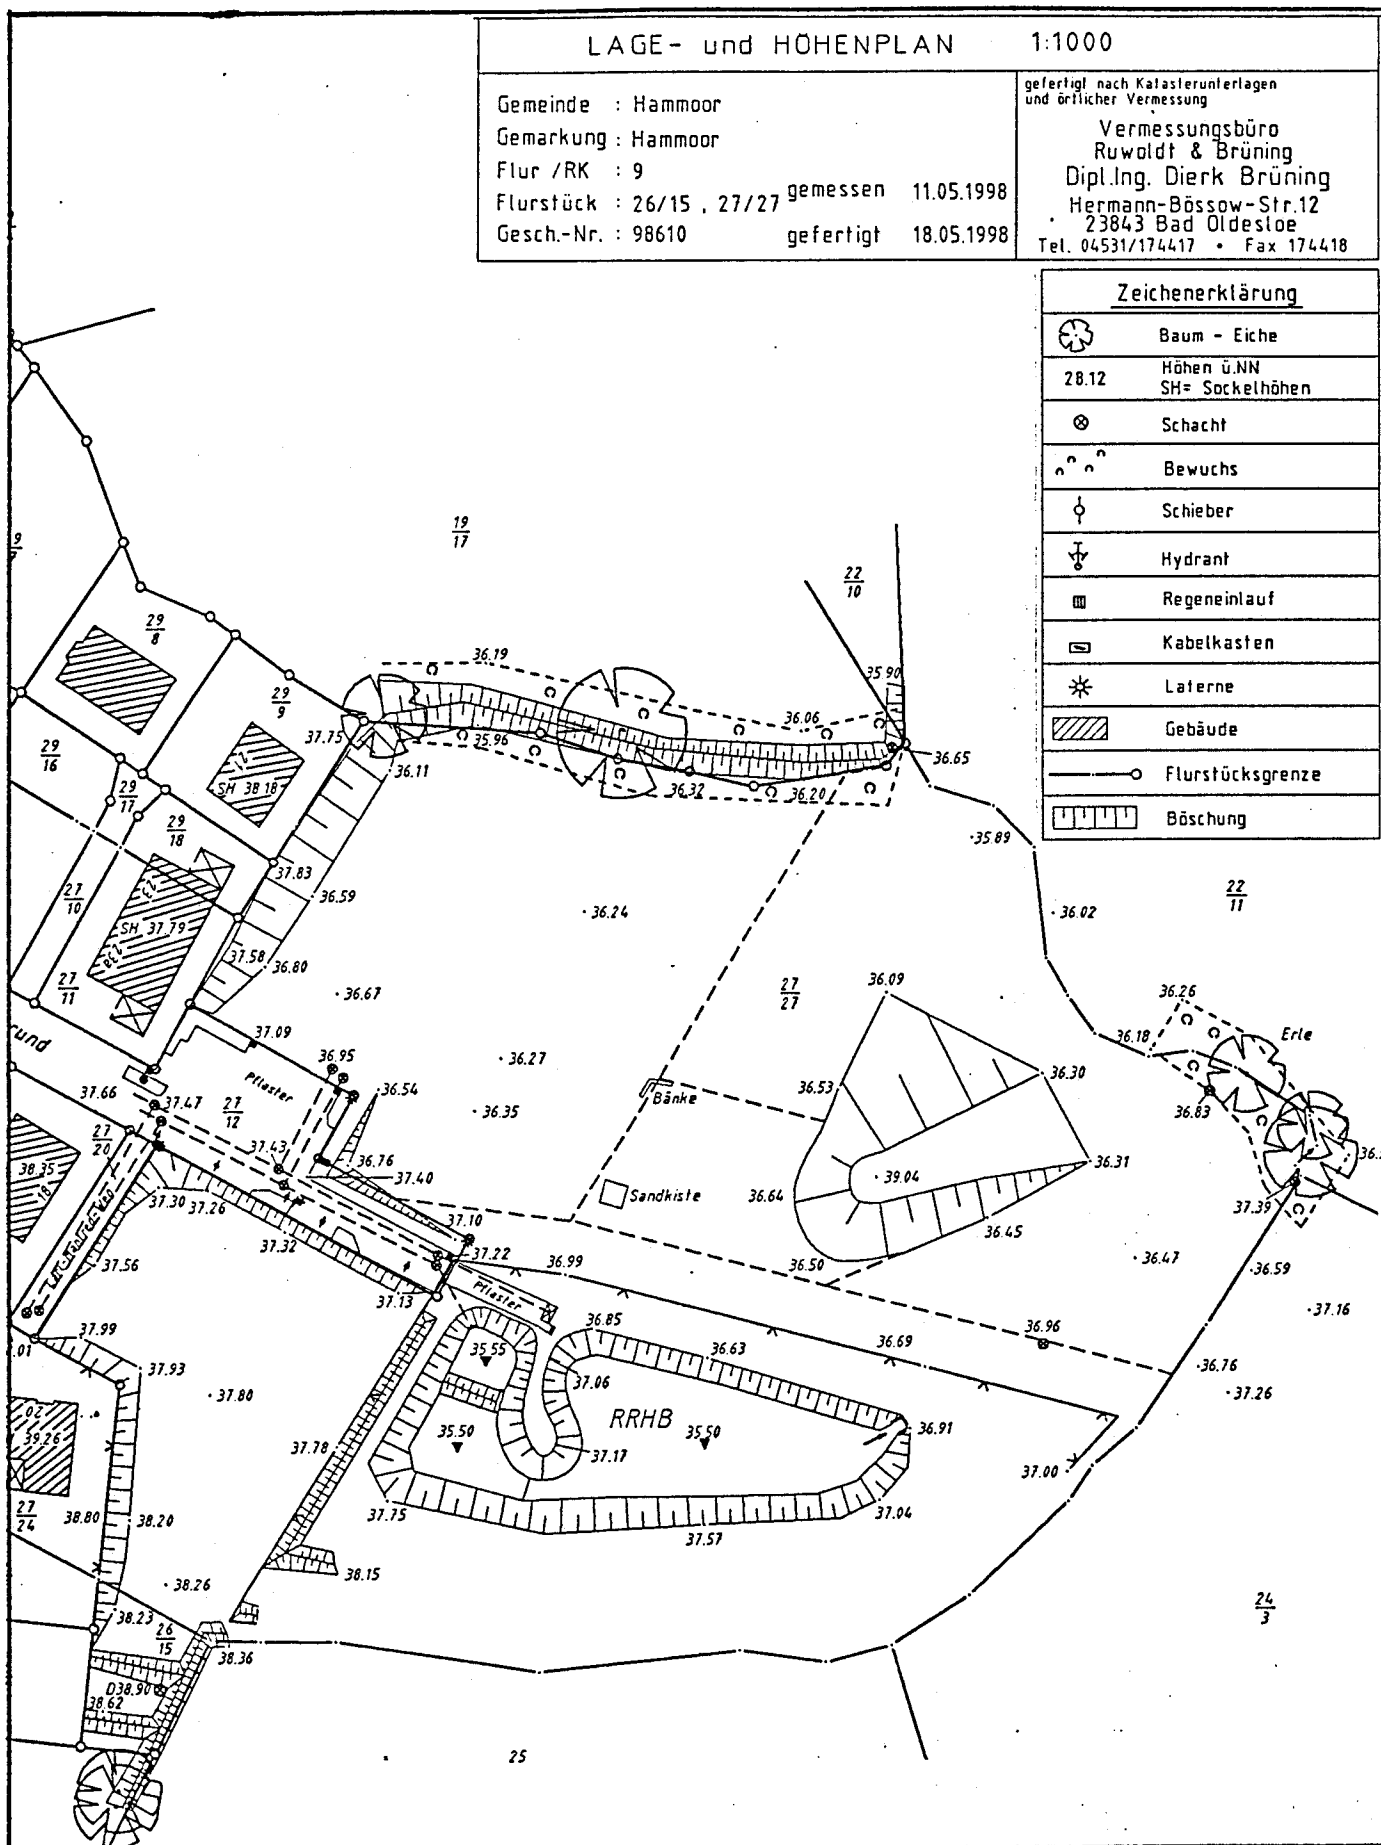 LAGE- und HÖHENPLAN 1:1000
Gemeinde : Hammoor
Gemarkung : Hammoor
Flur /RK : 9
Flurstück : 26/15 , 27/27 gemessen 11.05.1998
Gesch.-Nr. : 98610 gefertigt 18.05.1998
gefertigt nach Katasterunterlagen
und örtlicher Vermessung
Vermessungsbüro
Ruwoldt & Brüning
Dipl.Ing. Dierk Brüning
Hermann-Bössow-Str.12
23843 Bad Oldesloe
Tel. 04531/174417 • Fax 174418
Zeichenerklärung
Baum - Eiche
28.12 Höhen ü.NN
SH= Sockelhöhen
Schacht
Bewuchs
Schieber
Hydrant
Regeneinlauf
Kabelkasten
Laterne
Gebäude
Flurstücksgrenze
Böschung
19/17
22/10
29/8
36.19
35.90
29/9
36.06
37.75
35.96
36.65
29/16
36.11
21
SH 38 18
36.32
36.20
29/17
29/18
35.89
37.83
23
36.59
22/11
27/10
36.24
36.02
SH 37.79
23a
37.58
36.80
27/11
36.67
27/27
36.09
36.26
rund
37.09
36.18
Erle
36.95
36.27
Pflaster
36.54
36.53
36.30
37.66
37.47
27/12
36.35
Bänke
36.83
27/20
37.43
36.76
36.31
38.35
18
37.40
39.04
37.30
37.26
36.64
Sandkiste
37.39
37.10
36.45
37.32
37.22
36.99
36.47
37.56
36.50
36.59
37.13
Pflaster
37.16
37.99
36.85
36.96
.01
35.55
36.63
36.69
37.93
36.76
37.06
37.26
37.80
RRHB
20
39.26
35.50
35.50
36.91
37.78
37.17
37.00
27/24
38.80
38.20
37.75
37.04
37.57
38.15
38.26
38.23
26/15
24/3
38.36
D38.90
38.62
25